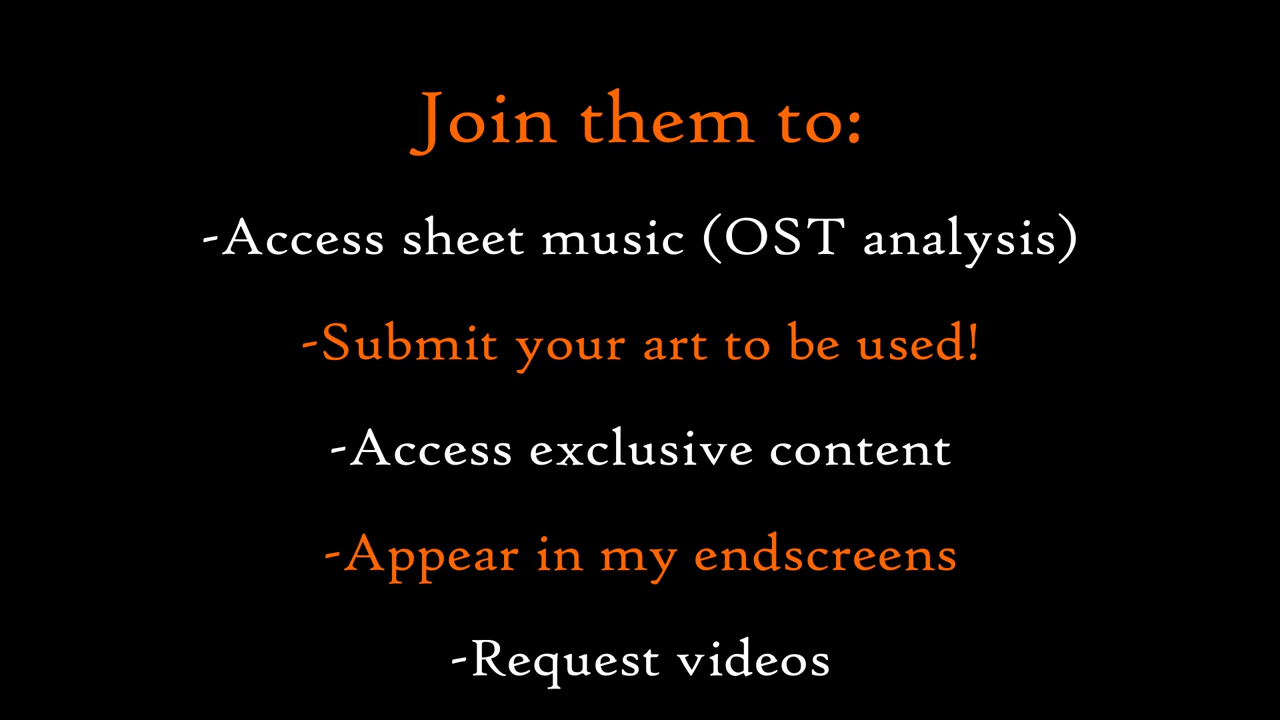 Join them to:
-Access sheet music (OST analysis)
-Submit your art to be used!
-Access exclusive content
-Appear in my endscreens
-Request videos